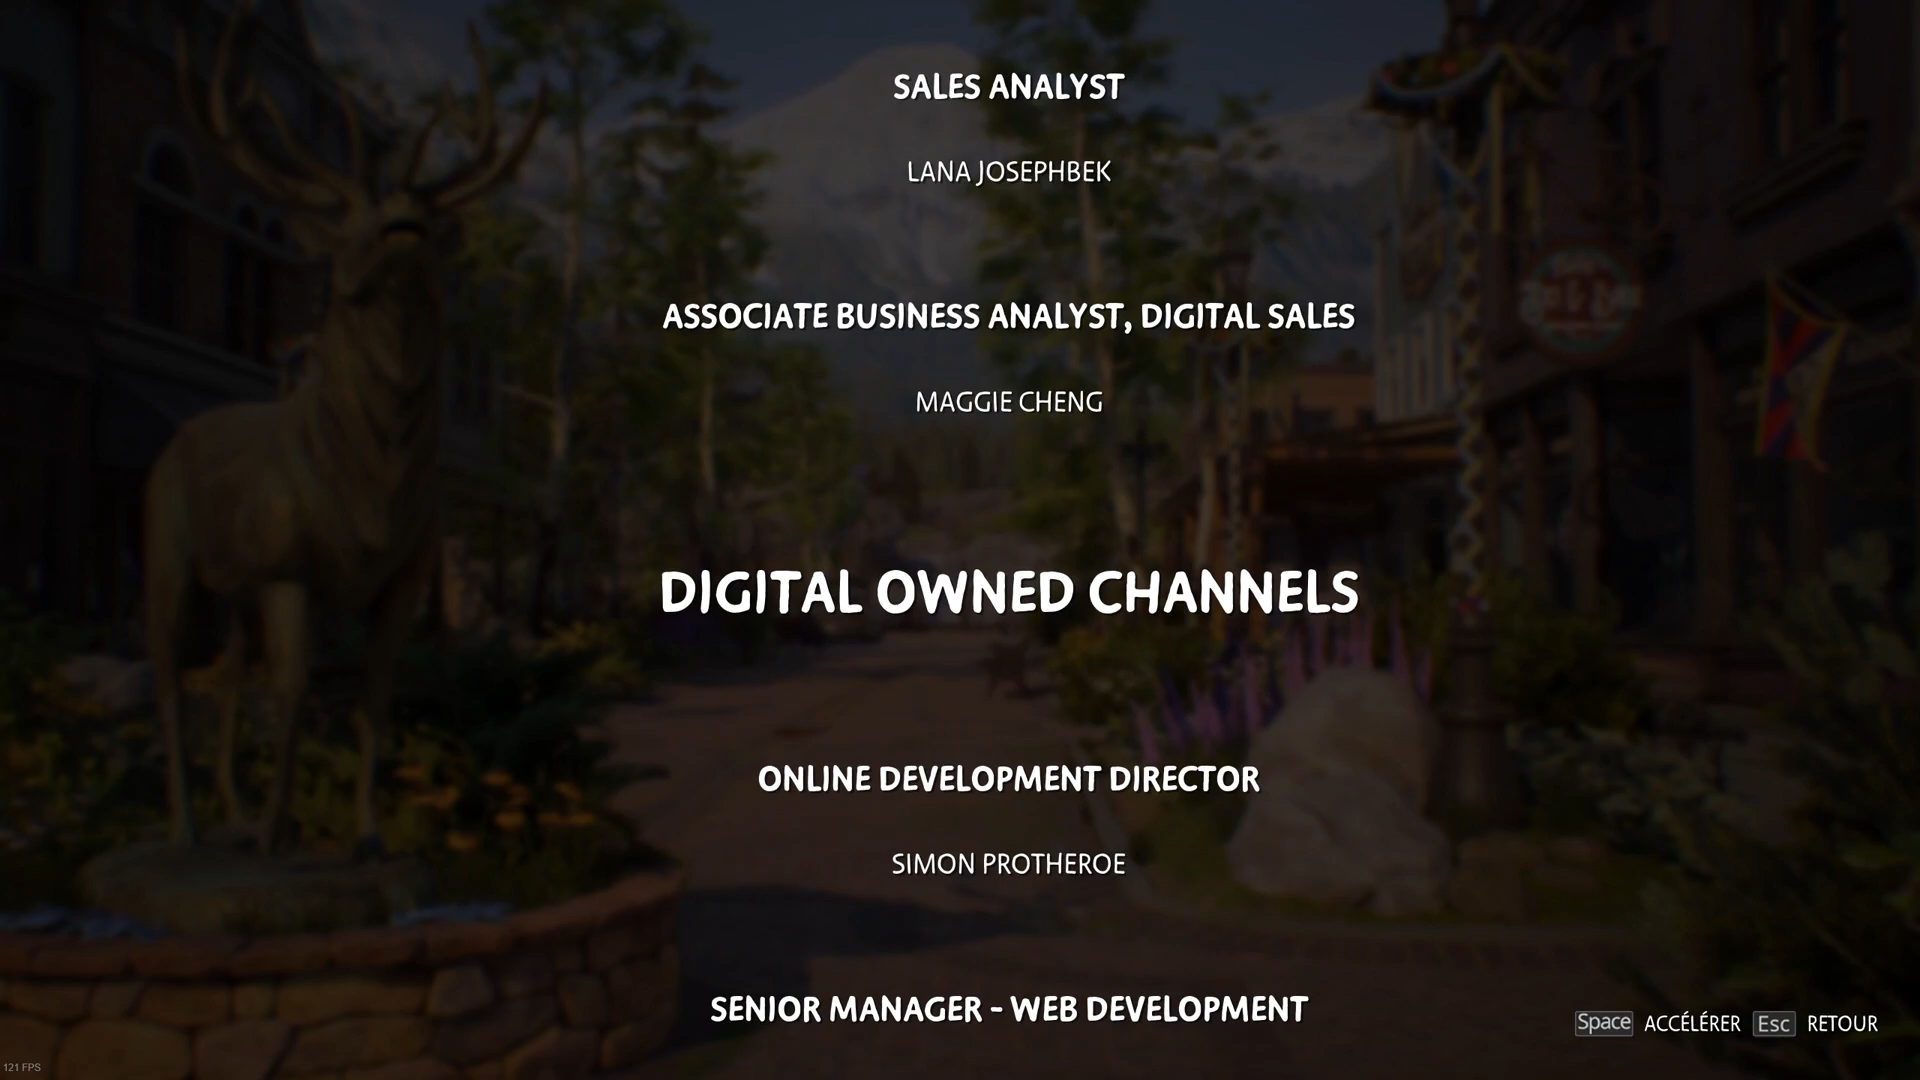 SALES ANALYST
LANA JOSEPHBEK
ASSOCIATE BUSINESS ANALYST, DIGITAL SALES
MAGGIE CHENG
DIGITAL OWNED CHANNELS
ONLINE DEVELOPMENT DIRECTOR
SIMON PROTHEROE
SENIOR MANAGER - WEB DEVELOPMENT
Space ACCÉLÉRER Esc RETOUR
121 FPS